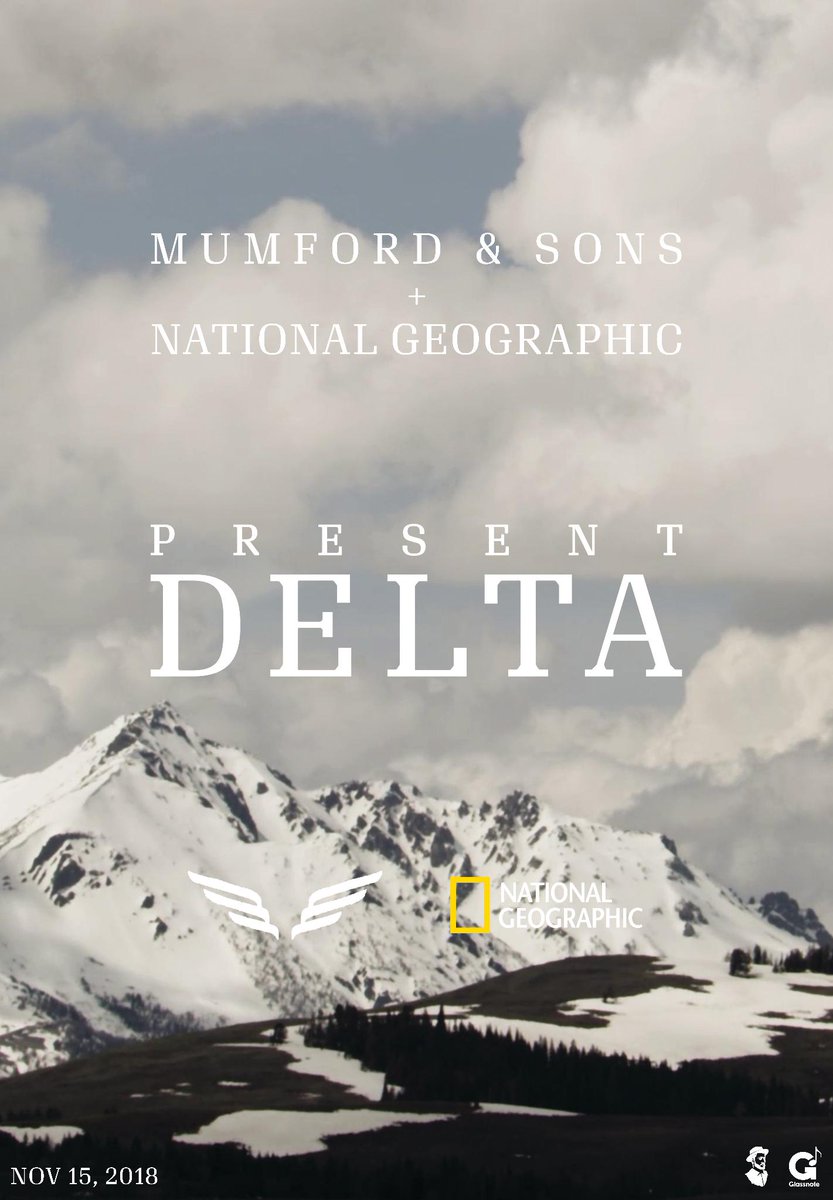 MUMFORD & SONS
+
NATIONAL GEOGRAPHIC
PRESENT
DELTA
NATIONAL
GEOGRAPHIC
NOV 15, 2018
G
Glassnote